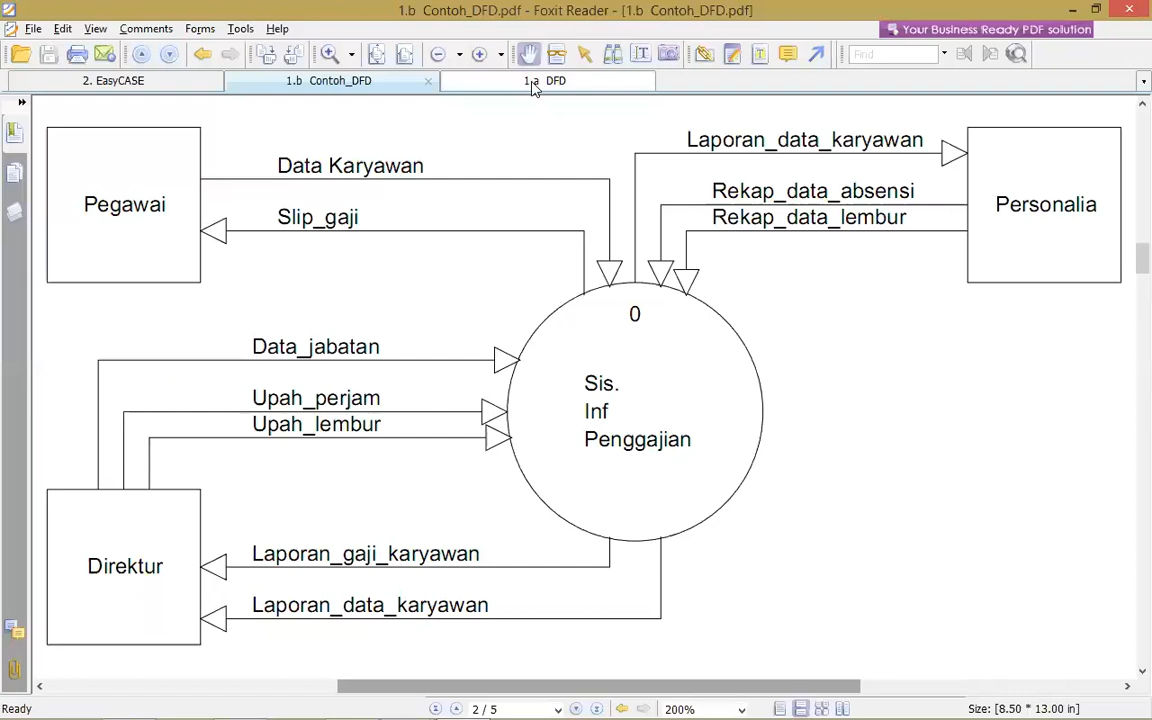 1.b Contoh_DFD.pdf - Foxit Reader - [1.b Contoh_DFD.pdf]
File Edit View Comments Forms Tools Help
Your Business Ready PDF solution
Find
2. EasyCASE
1.b Contoh_DFD
1.a DFD
Pegawai
Data Karyawan
Slip_gaji
Laporan_data_karyawan
Rekap_data_absensi
Rekap_data_lembur
Personalia
0
Sis.
Inf
Penggajian
Data_jabatan
Upah_perjam
Upah_lembur
Direktur
Laporan_gaji_karyawan
Laporan_data_karyawan
Ready
2 / 5
200%
Size: [8.50 * 13.00 in]